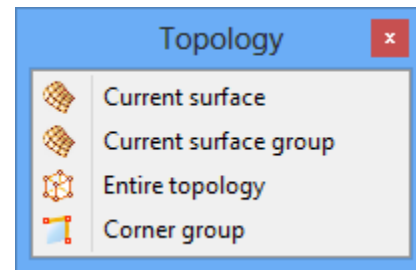 Topology
Current surface
Current surface group
Entire topology
Corner group